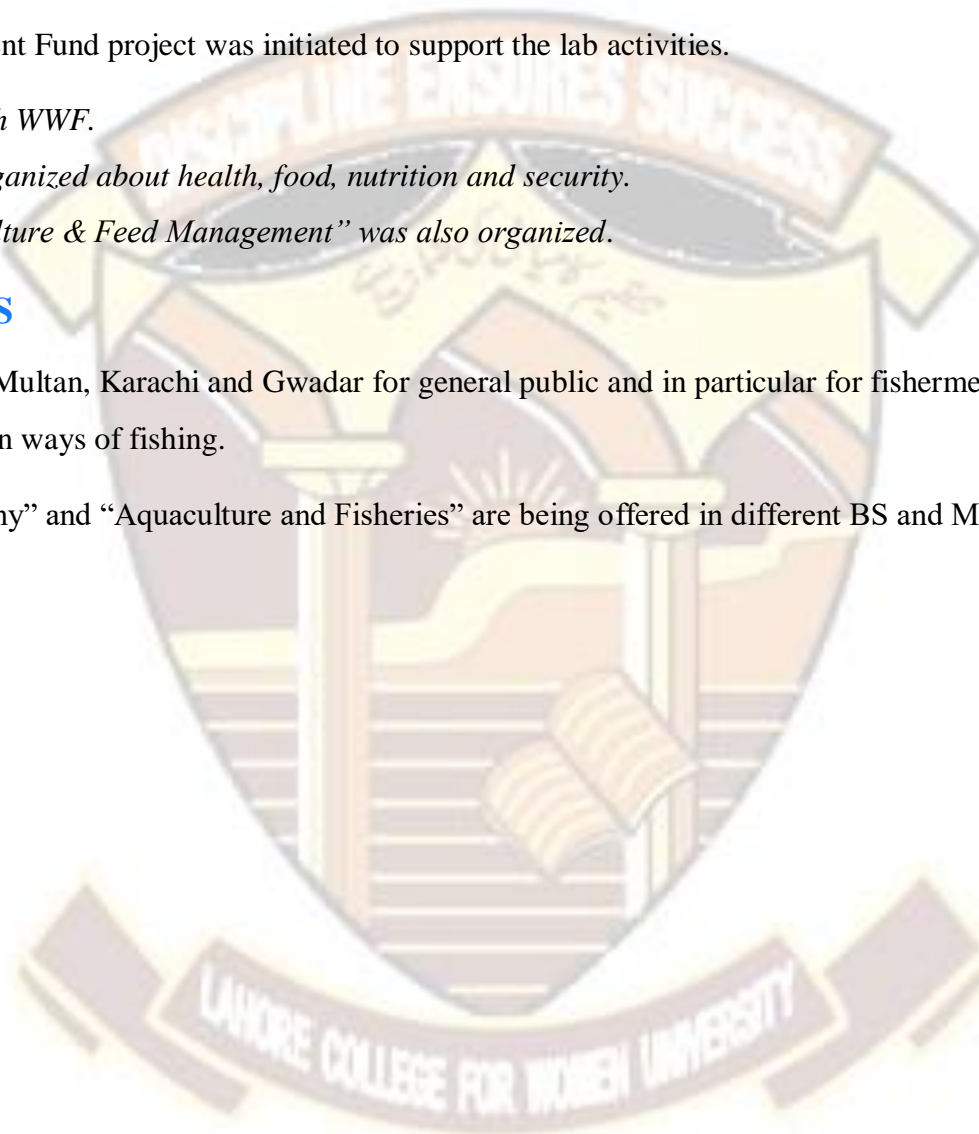 DISCIPLINE ENSURES SUCCESS
ent Fund project was initiated to support the lab activities.
h WWF.
ganized about health, food, nutrition and security.
lture & Feed Management” was also organized.
S
Multan, Karachi and Gwadar for general public and in particular for fisherme
n ways of fishing.
ny” and “Aquaculture and Fisheries” are being offered in different BS and M
LAHORE COLLEGE FOR WOMEN UNIVERSITY